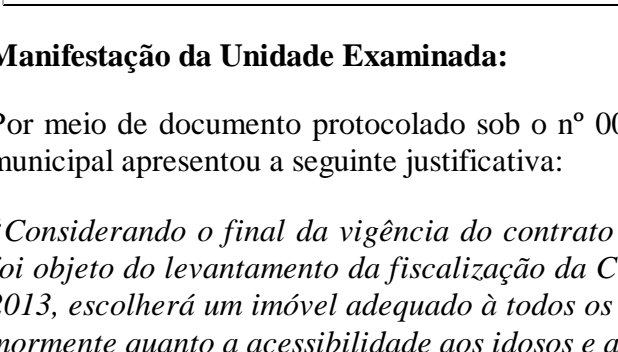 Manifestação da Unidade Examinada:
Por meio de documento protocolado sob o nº 00
municipal apresentou a seguinte justificativa:
Considerando o final da vigência do contrato
foi objeto do levantamento da fiscalização da C
2013, escolherá um imóvel adequado à todos os
mormente quanto a acessibilidade aos idosos e a